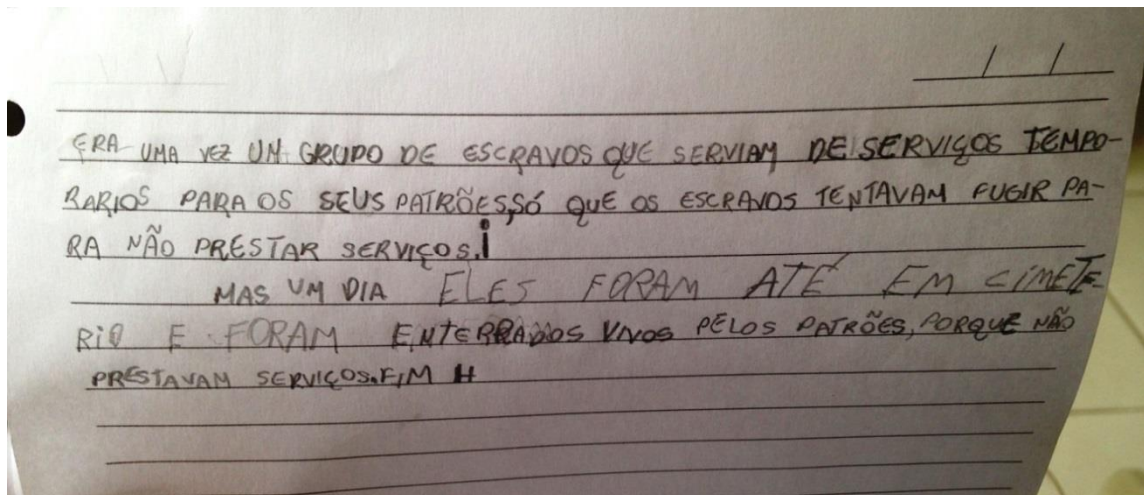 ERA UMA VEZ UM GRUPO DE ESCRAVOS QUE SERVIAM DE SERVIÇOS TEMPO-
RARIOS PARA OS SEUS PATRÕES, SÓ QUE OS ESCRAVOS TENTAVAM FUGIR PA-
RA NÃO PRESTAR SERVIÇOS.
MAS UM DIA ELES FORAM ATÉ EM CIMETE-
RIO E FORAM ENTERRADOS VIVOS PELOS PATRÕES, PORQUE NÃO
PRESTAVAM SERVIÇOS. FIM